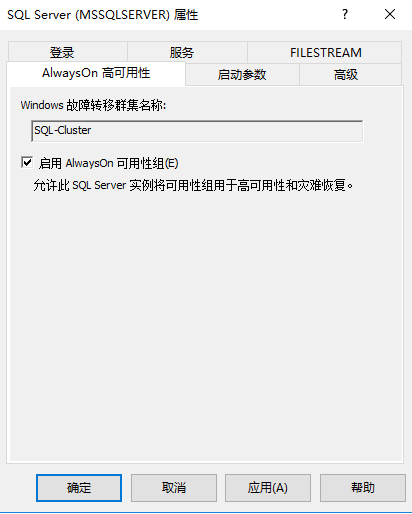 SQL Server (MSSQLSERVER) 属性
?
登录 服务 FILESTREAM
AlwaysOn 高可用性 启动参数 高级
Windows 故障转移群集名称:
SQL-Cluster
启用 AlwaysOn 可用性组(E)
允许此 SQL Server 实例将可用性组用于高可用性和灾难恢复。
确定 取消 应用(A) 帮助